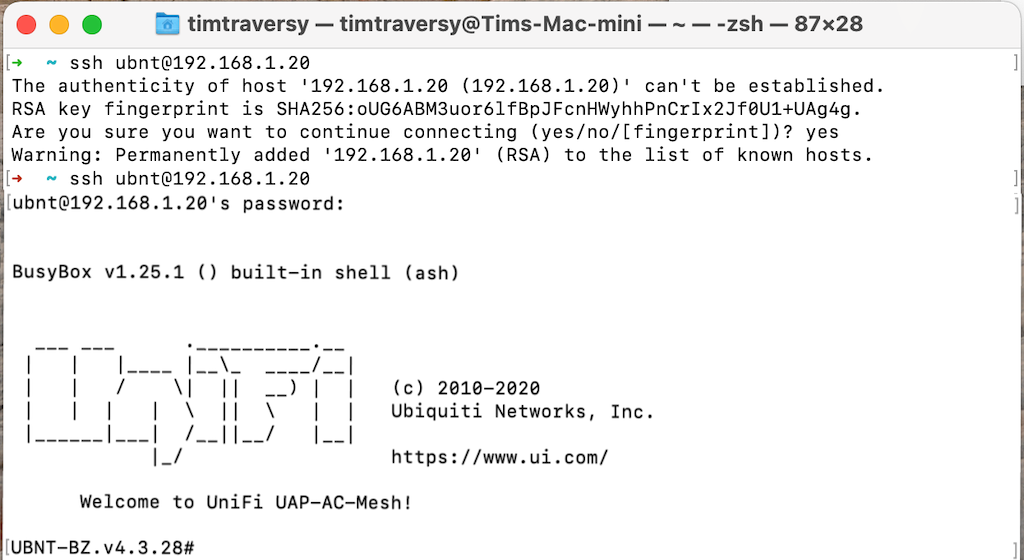 timtraversy — timtraversy@Tims-Mac-mini — ~ — -zsh — 87×28
[➜  ~ ssh ubnt@192.168.1.20 ]
The authenticity of host '192.168.1.20 (192.168.1.20)' can't be established.
RSA key fingerprint is SHA256:oUG6ABM3uor6lfBpJFcnHWyhhPnCrIx2Jf0U1+UAg4g.
Are you sure you want to continue connecting (yes/no/[fingerprint])? yes
Warning: Permanently added '192.168.1.20' (RSA) to the list of known hosts.
[➜  ~ ssh ubnt@192.168.1.20 ]
[ubnt@192.168.1.20's password: ]
BusyBox v1.25.1 () built-in shell (ash)
UniFi
(c) 2010-2020
Ubiquiti Networks, Inc.
https://www.ui.com/
Welcome to UniFi UAP-AC-Mesh!
[UBNT-BZ.v4.3.28# ]